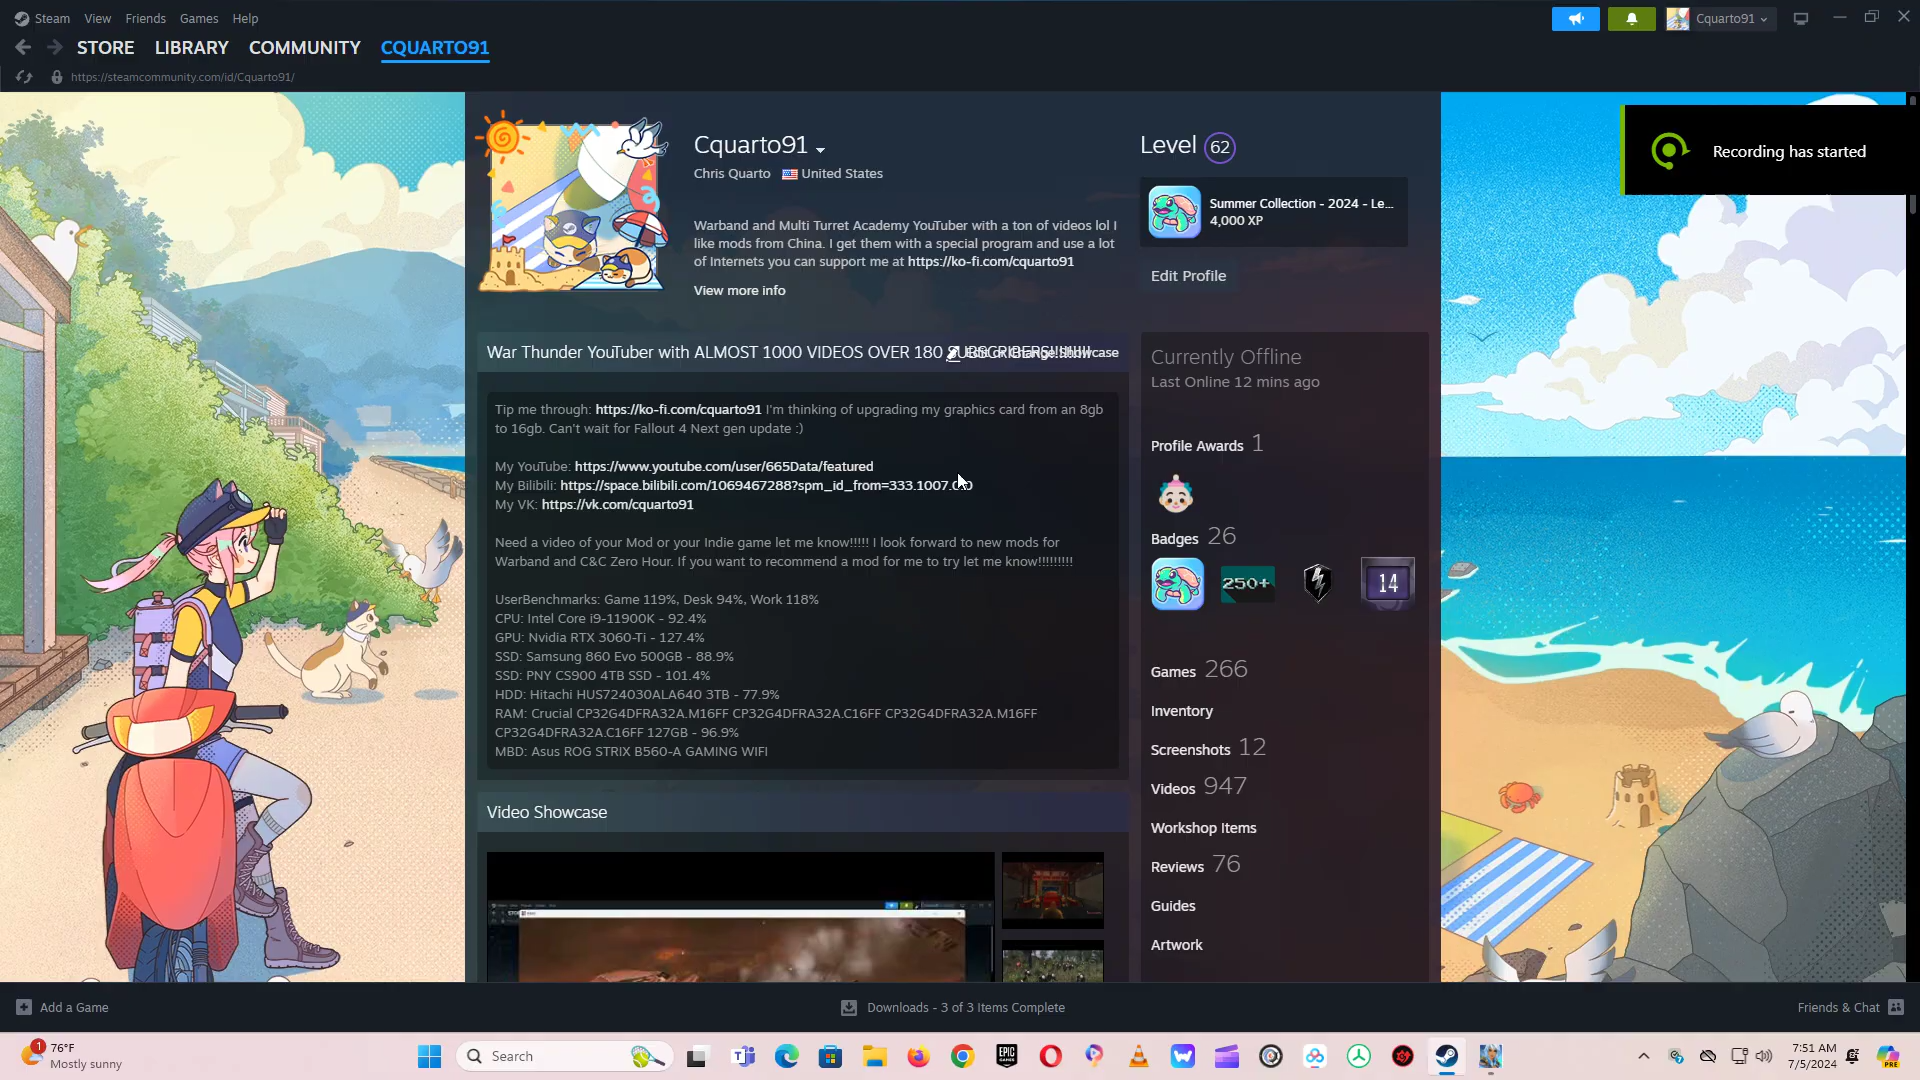 Steam View Friends Games Help
Cquarto91
STORE LIBRARY COMMUNITY CQUARTO91
https://steamcommunity.com/id/Cquarto91/
Recording has started
Cquarto91
Chris Quarto United States
Warband and Multi Turret Academy YouTuber with a ton of videos lol I
like mods from China. I get them with a special program and use a lot
of Internets you can support me at https://ko-fi.com/cquarto91
View more info
Level 62
Summer Collection - 2024 - Le...
4,000 XP
Edit Profile
War Thunder YouTuber with ALMOST 1000 VIDEOS OVER 180 SUBSCRIBERS!!!!!!!!!
Tip me through: https://ko-fi.com/cquarto91 I'm thinking of upgrading my graphics card from an 8gb
to 16gb. Can't wait for Fallout 4 Next gen update :)
My YouTube: https://www.youtube.com/user/665Data/featured
My Bilibili: https://space.bilibili.com/1069467288?spm_id_from=333.1007.0.0
My VK: https://vk.com/cquarto91
Need a video of your Mod or your Indie game let me know!!!!! I look forward to new mods for
Warband and C&C Zero Hour. If you want to recommend a mod for me to try let me know!!!!!!!!!
UserBenchmarks: Game 119%, Desk 94%, Work 118%
CPU: Intel Core i9-11900K - 92.4%
GPU: Nvidia RTX 3060-Ti - 127.4%
SSD: Samsung 860 Evo 500GB - 88.9%
SSD: PNY CS900 4TB SSD - 101.4%
HDD: Hitachi HUS724030ALA640 3TB - 77.9%
RAM: Crucial CP32G4DFRA32A.M16FF CP32G4DFRA32A.C16FF CP32G4DFRA32A.M16FF
CP32G4DFRA32A.C16FF 127GB - 96.9%
MBD: Asus ROG STRIX B560-A GAMING WIFI
Video Showcase
Currently Offline
Last Online 12 mins ago
Profile Awards 1
Badges 26
250+
14
Games 266
Inventory
Screenshots 12
Videos 947
Workshop Items
Reviews 76
Guides
Artwork
Add a Game
Downloads - 3 of 3 Items Complete
Friends & Chat
1
76°F
Mostly sunny
Search
EPIC
GAMES
7:51 AM
7/5/2024
PRE